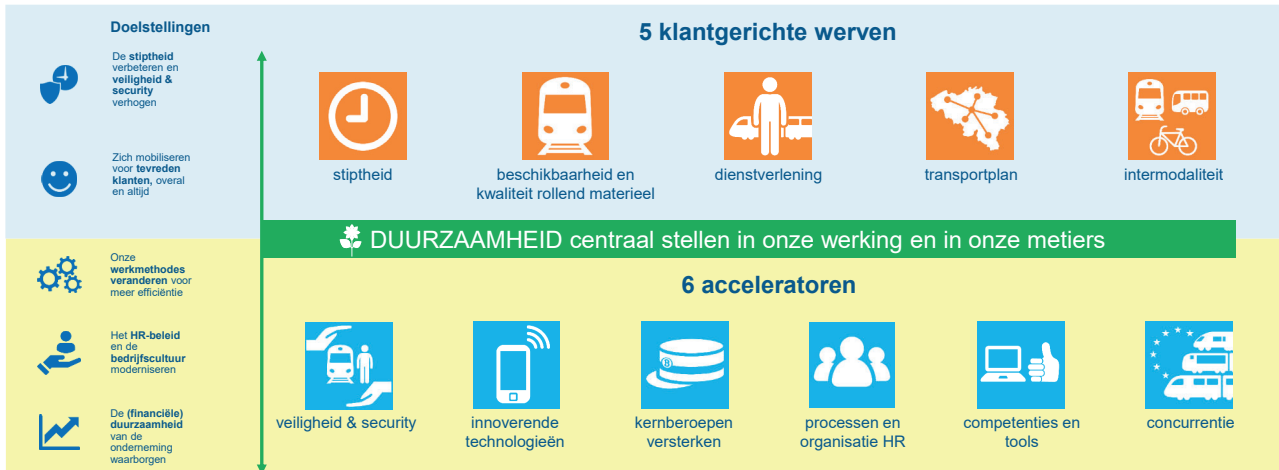 Doelstellingen
De stiptheid
verbeteren en
veiligheid &
security
verhogen
Zich mobiliseren
voor tevreden
klanten, overal
en altijd
5 klantgerichte werven
stiptheid
beschikbaarheid en
kwaliteit rollend materieel
dienstverlening
transportplan
intermodaliteit
DUURZAAMHEID centraal stellen in onze werking en in onze metiers
Onze
werkmethodes
veranderen voor
meer efficiëntie
Het HR-beleid
en de
bedrijfscultuur
moderniseren
De (financiële)
duurzaamheid
van de
onderneming
waarborgen
6 acceleratoren
veiligheid & security
innoverende
technologieën
B
kernberoepen
versterken
processen en
organisatie HR
competenties en
tools
concurrentie